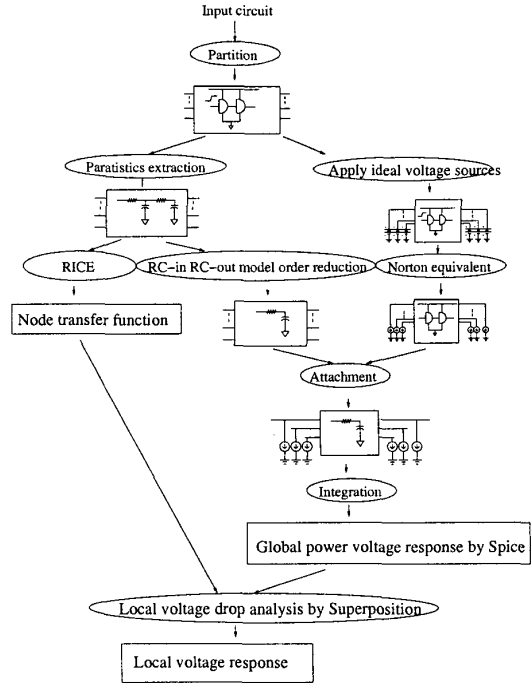 Input circuit
Partition
Paratistics extraction
Apply ideal voltage sources
RICE
RC-in RC-out model order reduction
Norton equivalent
Node transfer function
Attachment
Integration
Global power voltage response by Spice
Local voltage drop analysis by Superposition
Local voltage response